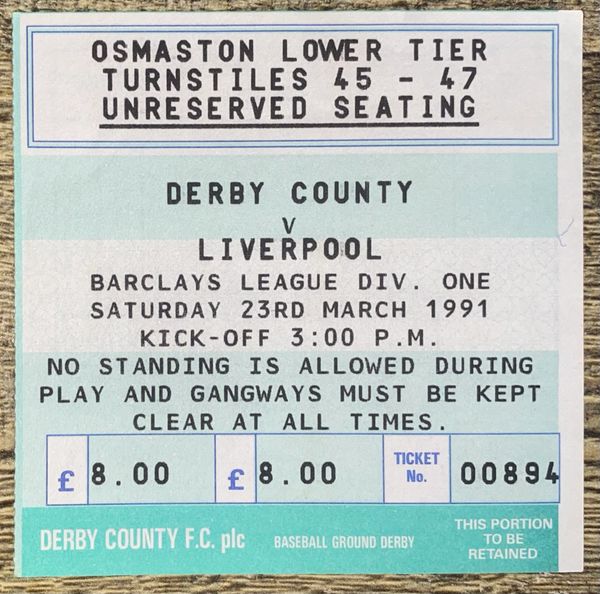 OSMASTON LOWER TIER
TURNSTILES 45 - 47
UNRESERVED SEATING
DERBY COUNTY
V
LIVERPOOL
BARCLAYS LEAGUE DIV. ONE
SATURDAY 23RD MARCH 1991
KICK-OFF 3:00 P.M.
NO STANDING IS ALLOWED DURING
PLAY AND GANGWAYS MUST BE KEPT
CLEAR AT ALL TIMES.
£ 8.00 £ 8.00 TICKET No. 00894
DERBY COUNTY F.C. plc BASEBALL GROUND DERBY
THIS PORTION
TO BE
RETAINED